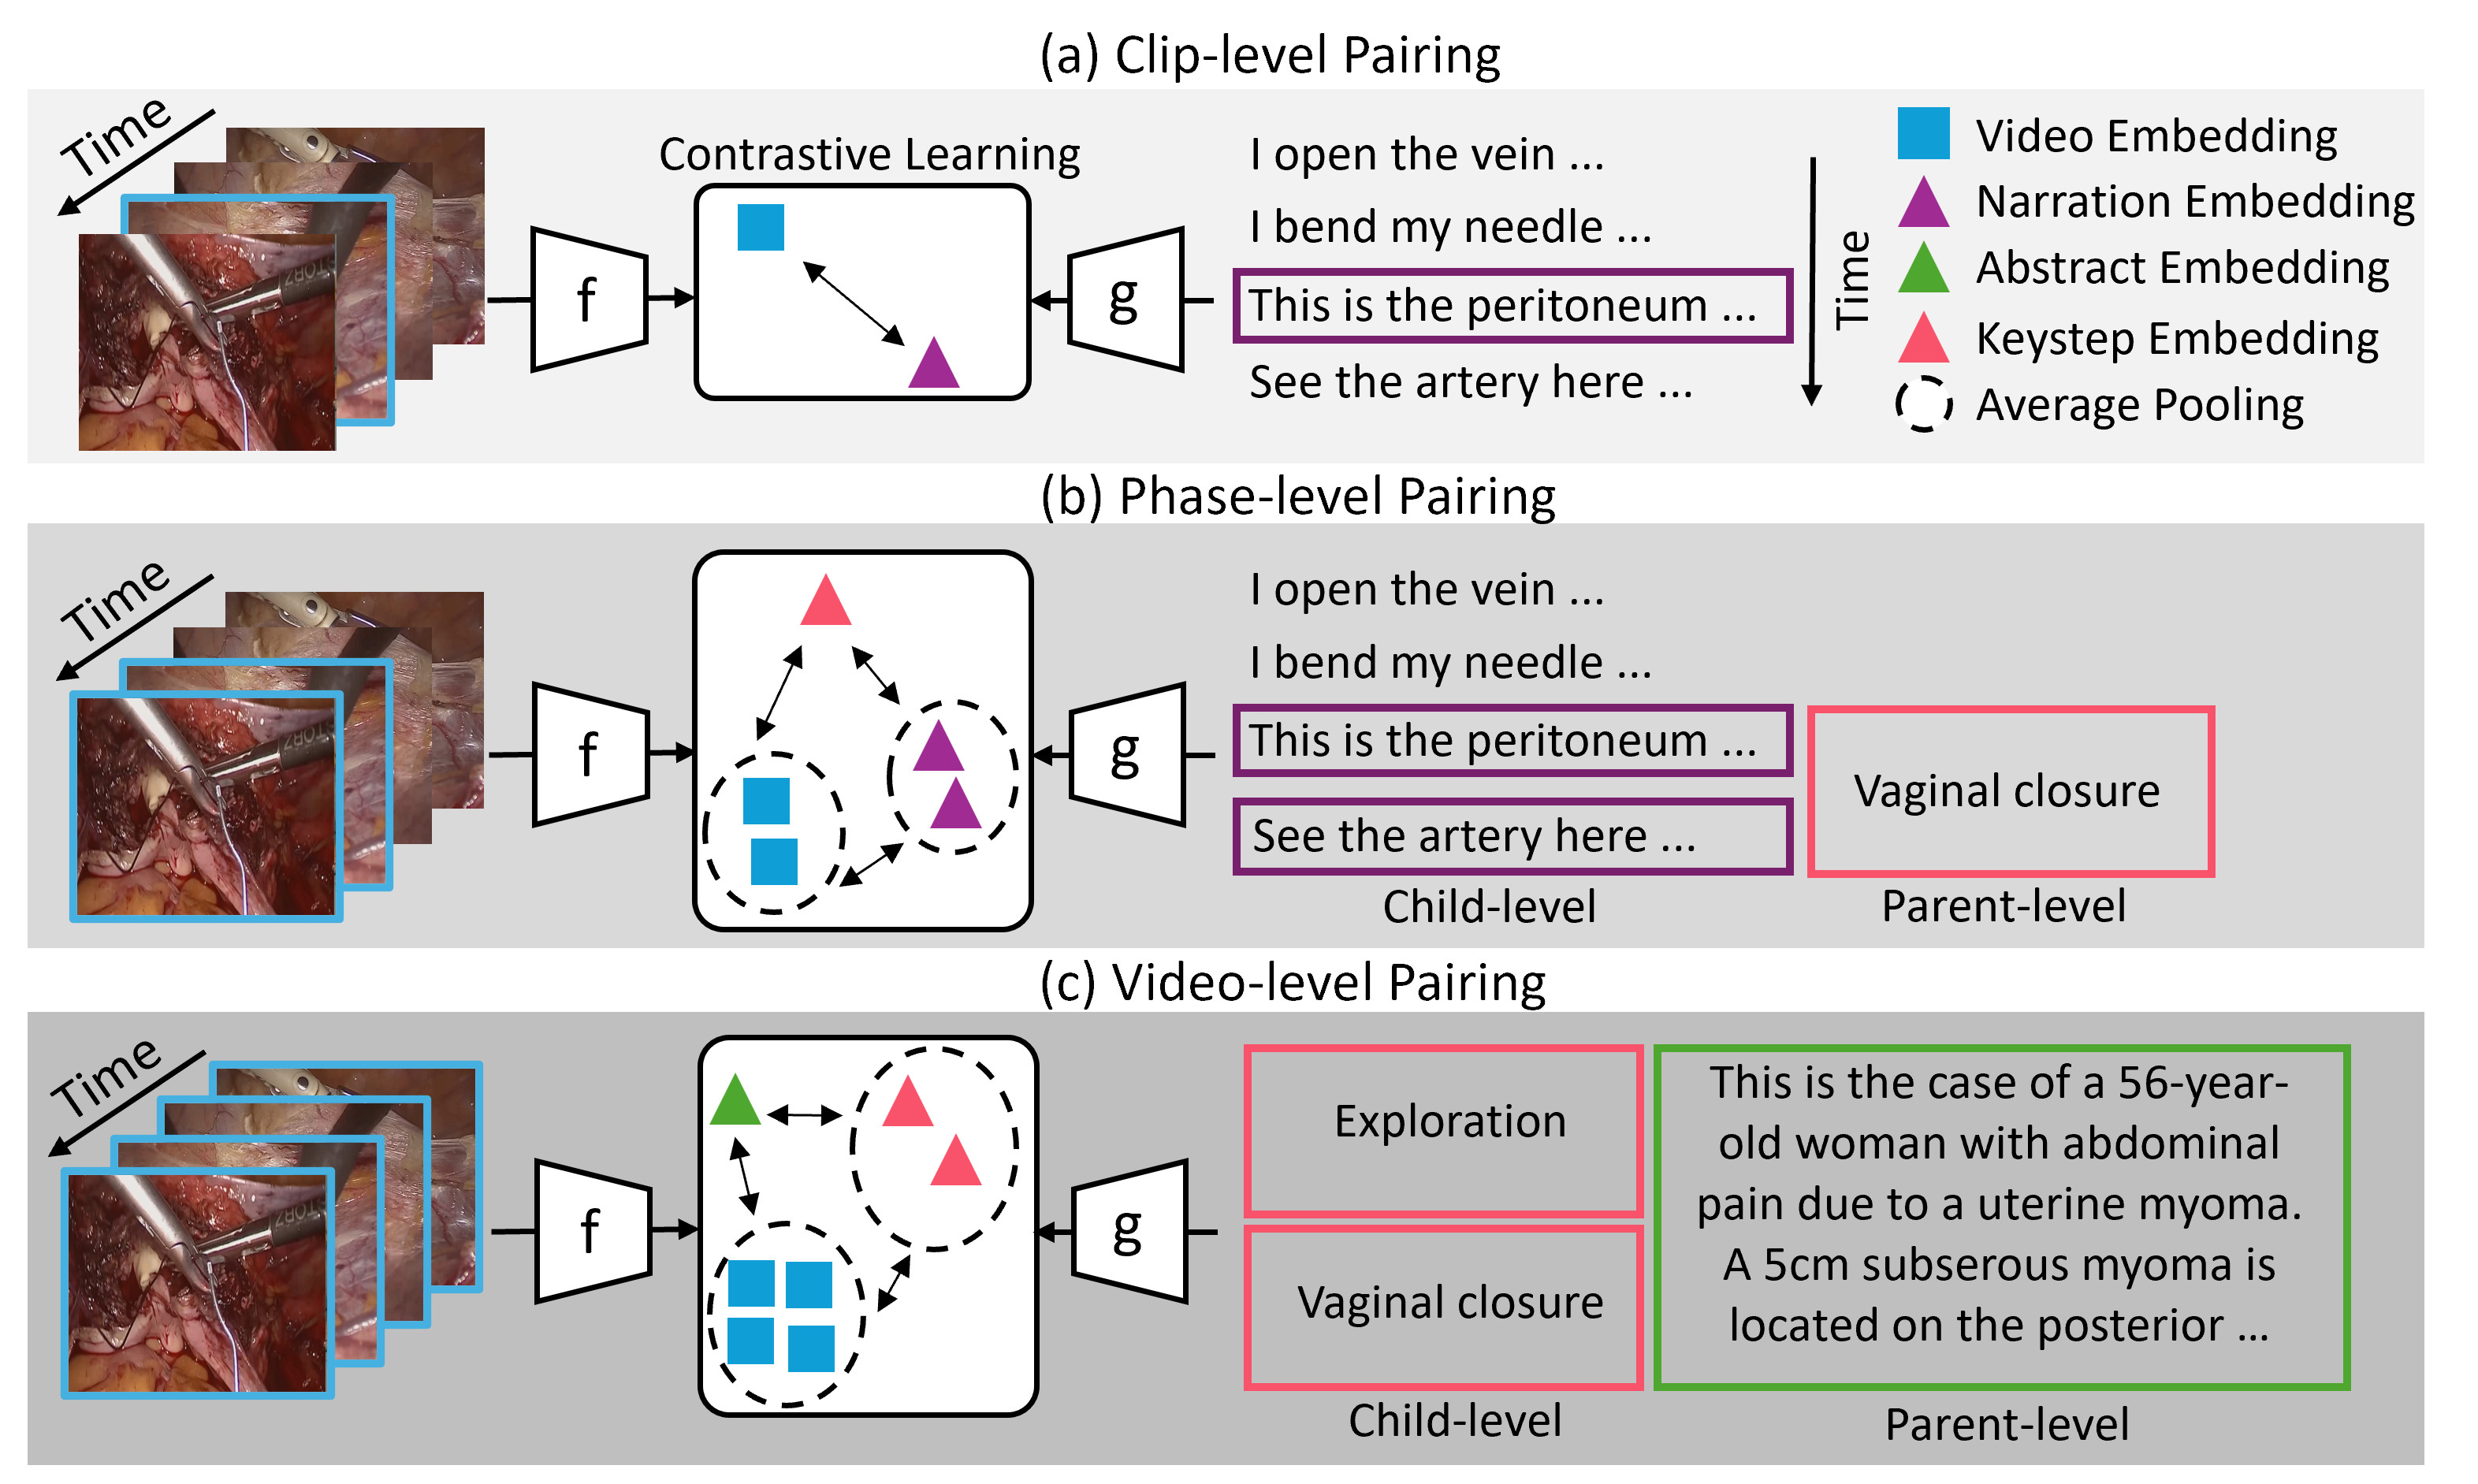 (a) Clip-level Pairing
Time
Contrastive Learning
f
g
I open the vein ...
I bend my needle ...
This is the peritoneum ...
See the artery here ...
Time
Video Embedding
Narration Embedding
Abstract Embedding
Keystep Embedding
Average Pooling
(b) Phase-level Pairing
Time
f
g
I open the vein ...
I bend my needle ...
This is the peritoneum ...
See the artery here ...
Child-level
Vaginal closure
Parent-level
(c) Video-level Pairing
Time
f
g
Exploration
Vaginal closure
Child-level
This is the case of a 56-year-
old woman with abdominal
pain due to a uterine myoma.
A 5cm subserous myoma is
located on the posterior ...
Parent-level